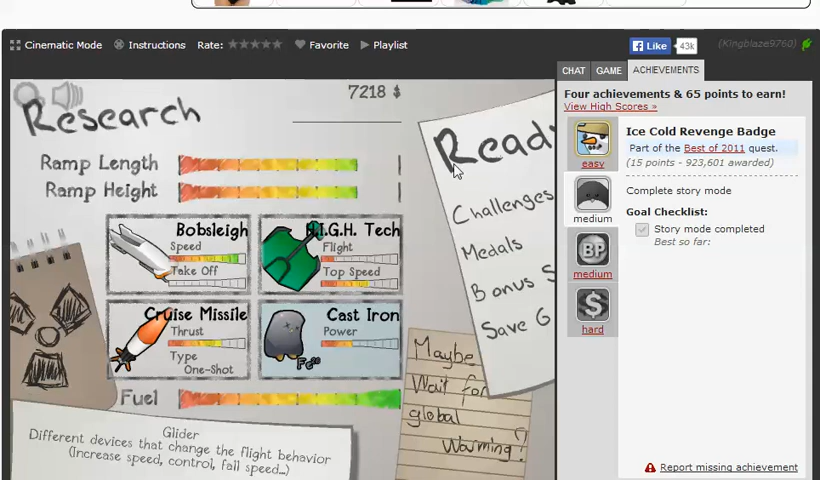 Cinematic Mode
Instructions
Rate:
Favorite
Playlist
Like
43k
(Kingblaze9760)
CHAT
GAME
ACHIEVEMENTS
Research
7218 $
Ramp Length
Ramp Height
Bobsleigh
Speed
Take Off
H.I.G.H. Tech
Flight
Top Speed
Cruise Missile
Thrust
Type
One-Shot
Cast Iron
Power
Fe²⁶
Fuel
Glider
Different devices that change the flight behavior
(Increase speed, control, fall speed...)
Ready
Challenges
Medals
Bonus S
Save G
Maybe
Wait for
global
Warming!
Four achievements & 65 points to earn!
View High Scores »
easy
medium
BP
medium
$
hard
Ice Cold Revenge Badge
Part of the Best of 2011 quest.
(15 points - 923,601 awarded)
Complete story mode
Goal Checklist:
Story mode completed
Best so far:
Report missing achievement